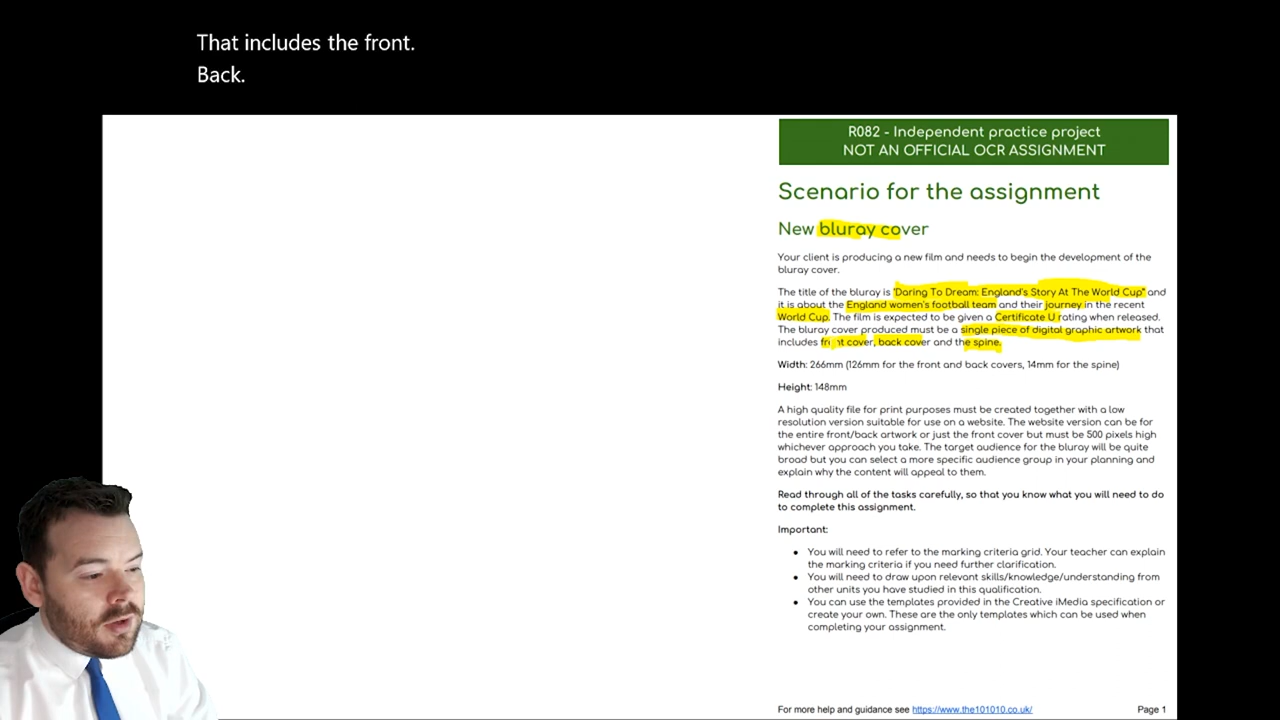 That includes the front.
Back.
R082 - Independent practice project
NOT AN OFFICIAL OCR ASSIGNMENT
Scenario for the assignment
New bluray cover
Your client is producing a new film and needs to begin the development of the
bluray cover.
The title of the bluray is "Daring To Dream: England's Story At The World Cup" and
it is about the England women's football team and their journey in the recent
World Cup. The film is expected to be given a Certificate U rating when released.
The bluray cover produced must be a single piece of digital graphic artwork that
includes front cover, back cover and the spine.
Width: 266mm (126mm for the front and back covers, 14mm for the spine)
Height: 148mm
A high quality file for print purposes must be created together with a low
resolution version suitable for use on a website. The website version can be for
the entire front/back artwork or just the front cover but must be 500 pixels high
whichever approach you take. The target audience for the bluray will be quite
broad but you can select a more specific audience group in your planning and
explain why the content will appeal to them.
Read through all of the tasks carefully, so that you know what you will need to do
to complete this assignment.
Important:
● You will need to refer to the marking criteria grid. Your teacher can explain
the marking criteria if you need further clarification.
● You will need to draw upon relevant skills/knowledge/understanding from
other units you have studied in this qualification.
● You can use the templates provided in the Creative iMedia specification or
create your own. These are the only templates which can be used when
completing your assignment.
For more help and guidance see https://www.the101010.co.uk/ Page 1